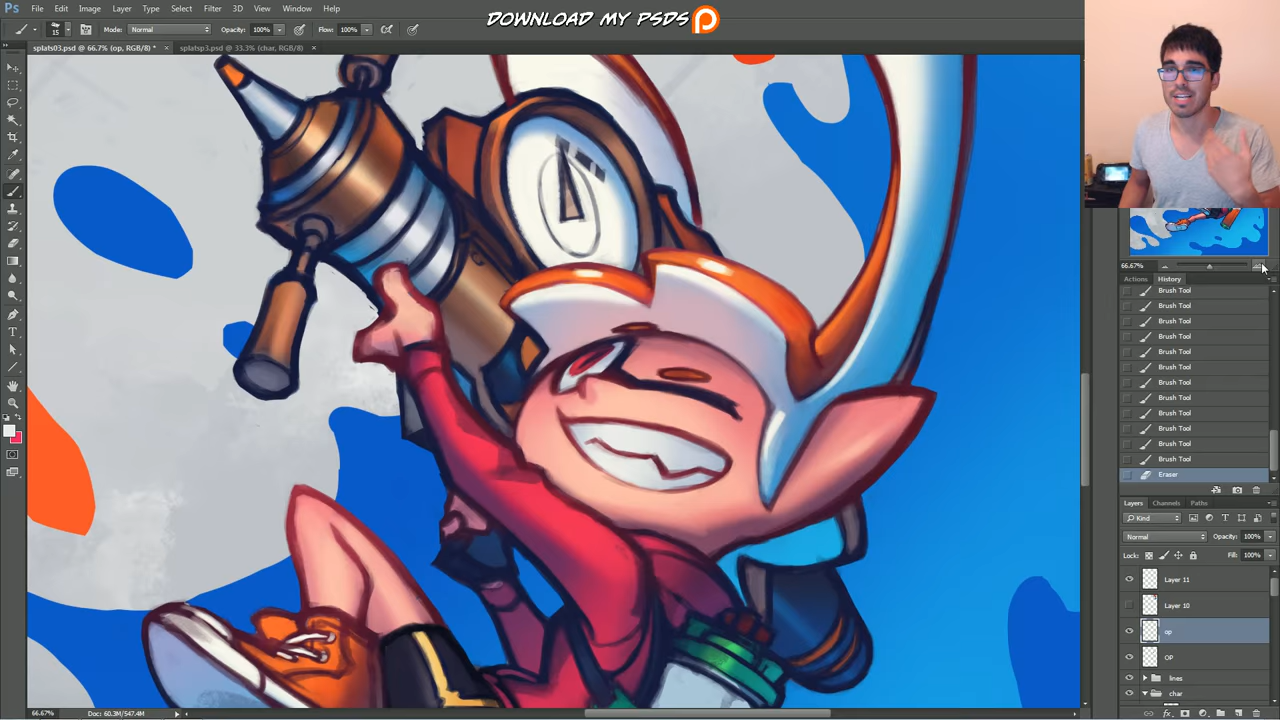 DOWNLOAD MY PSDS
Ps File Edit Image Layer Type Select Filter 3D View Window Help
15 Mode: Normal Opacity: 100% Flow: 100%
splats03.psd @ 66.7% (op, RGB/8) * × splatsp3.psd @ 33.3% (char, RGB/8) ×
66.67%
Actions History
Brush Tool
Brush Tool
Brush Tool
Brush Tool
Brush Tool
Brush Tool
Brush Tool
Brush Tool
Brush Tool
Brush Tool
Brush Tool
Brush Tool
Eraser
Layers Channels Paths
Kind
Normal Opacity: 100%
Lock: Fill: 100%
Layer 11
Layer 10
op
OP
lines
char
66.67% Doc: 60.3M/547.4M